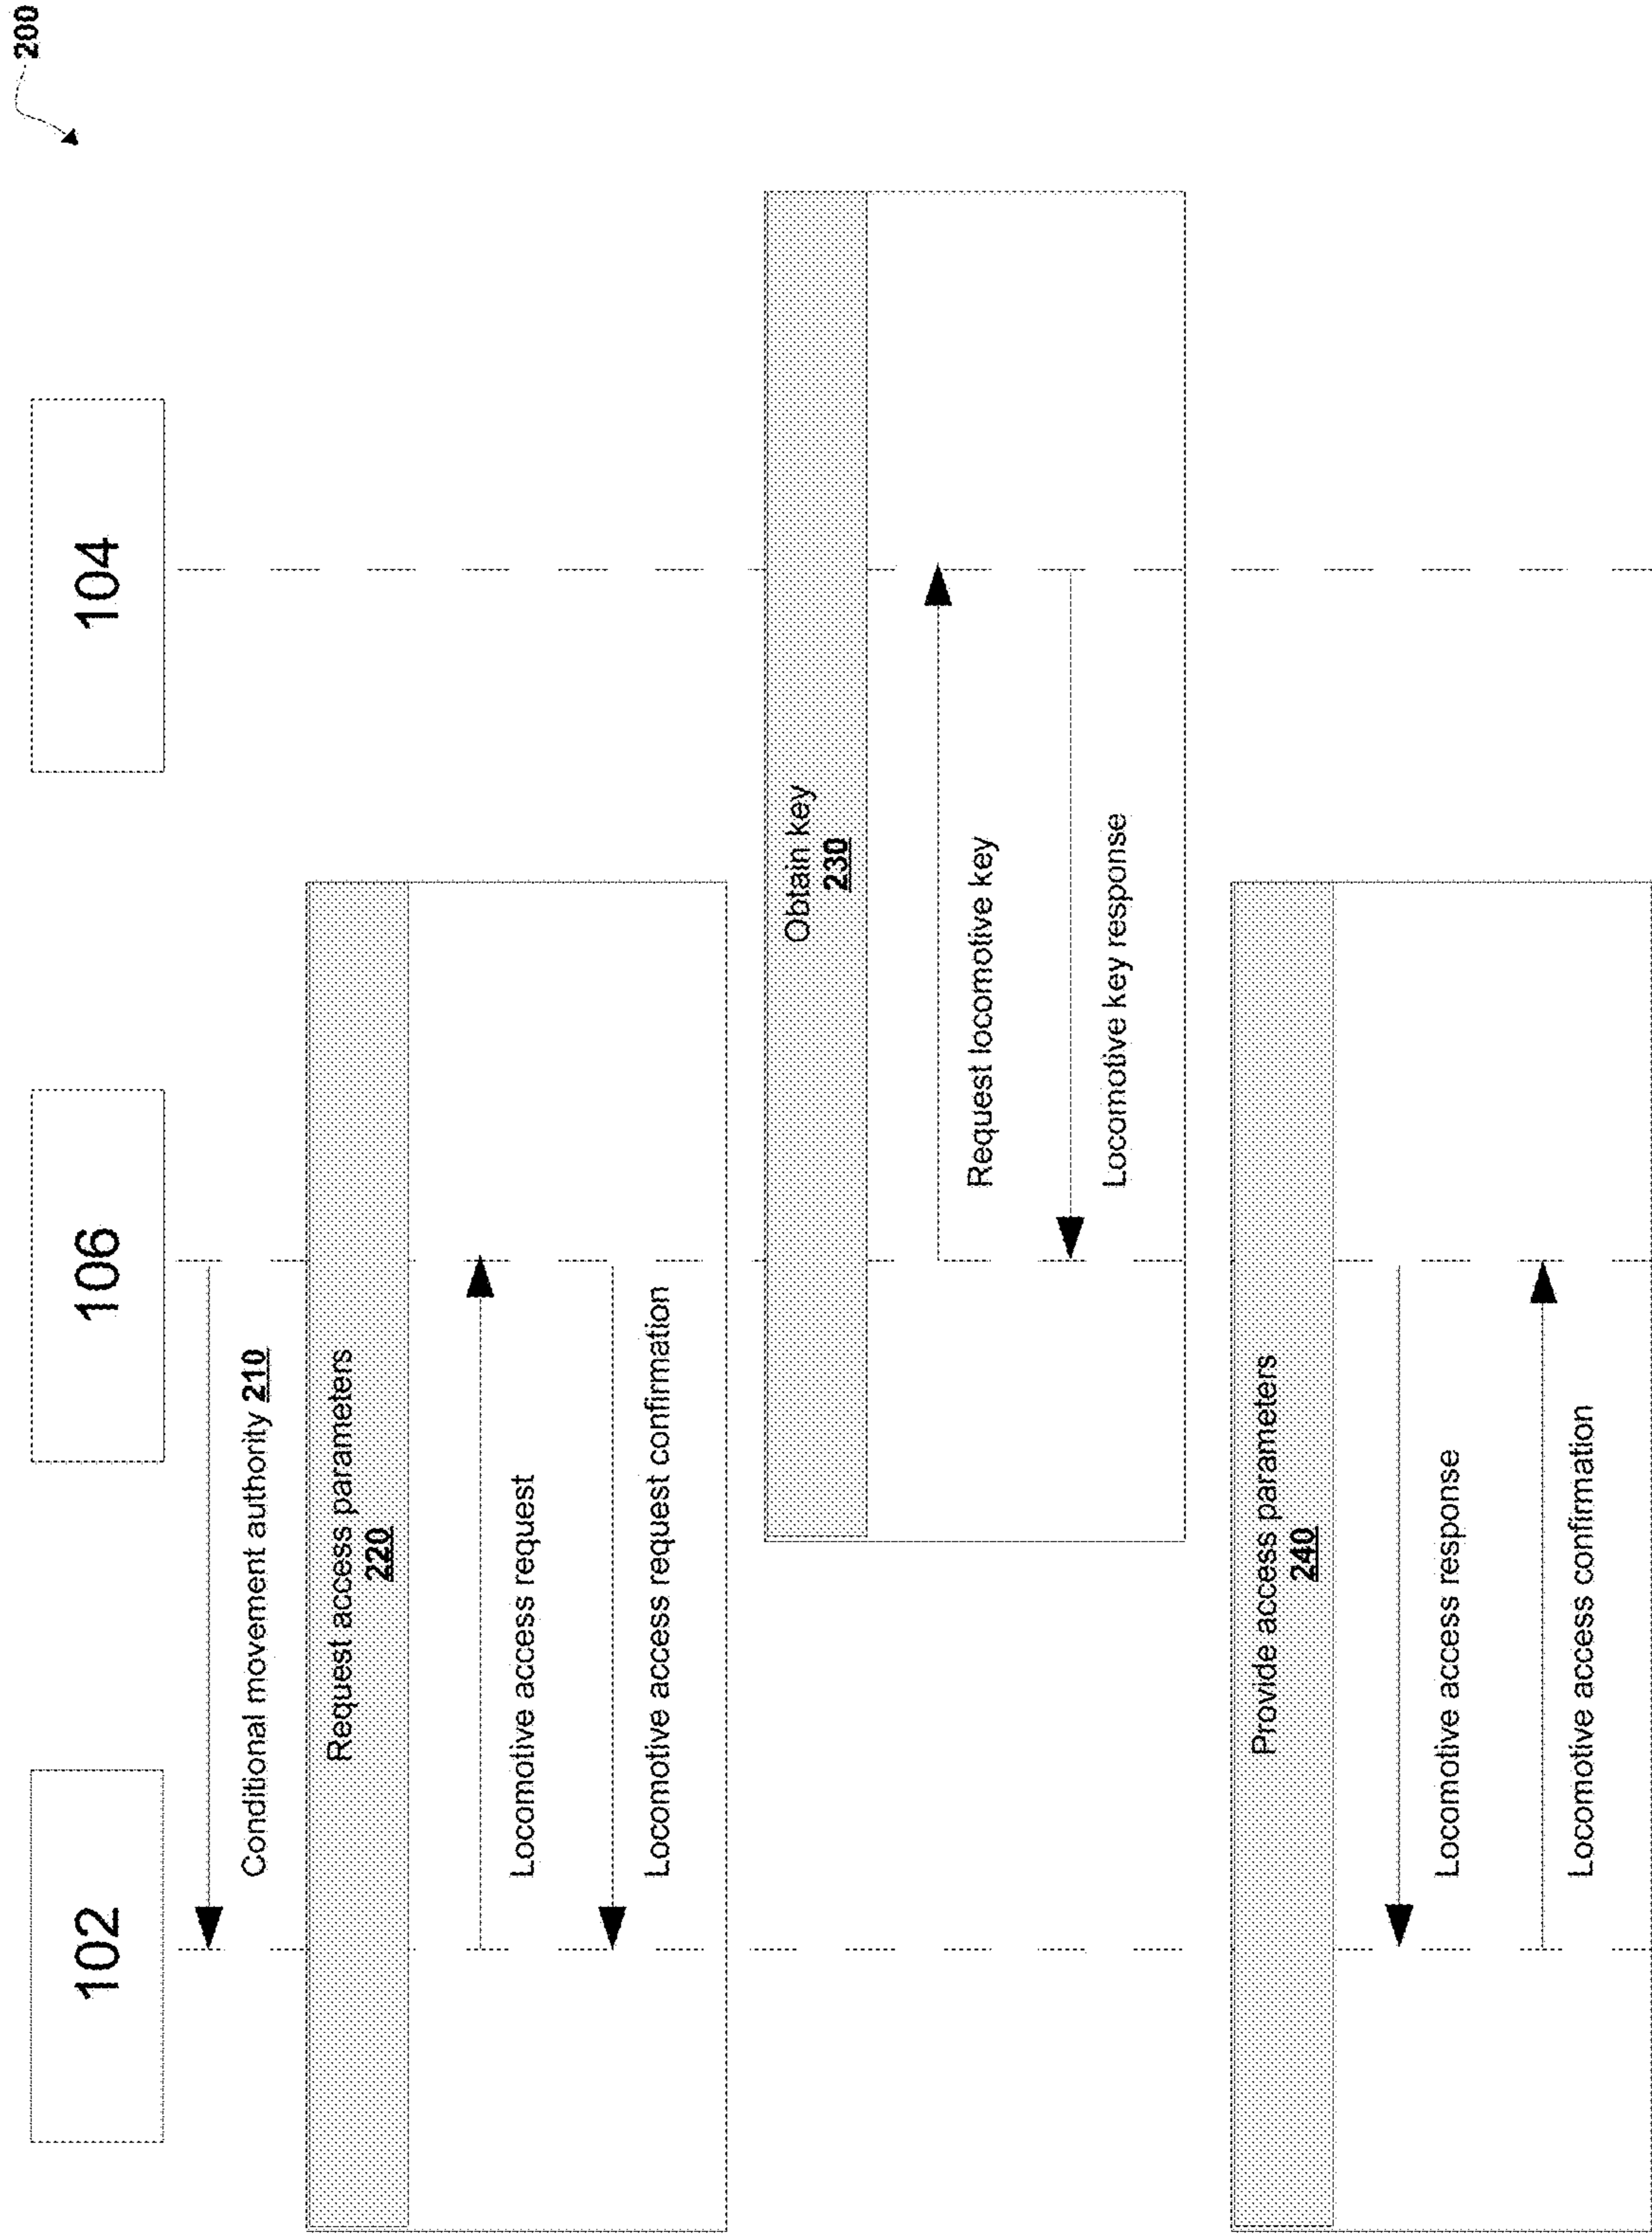 200
102
106
104
Conditional movement authority 210
Request access parameters
220
Locomotive access request
Locomotive access request confirmation
Obtain key
230
Request locomotive key
Locomotive key response
Provide access parameters
240
Locomotive access response
Locomotive access confirmation